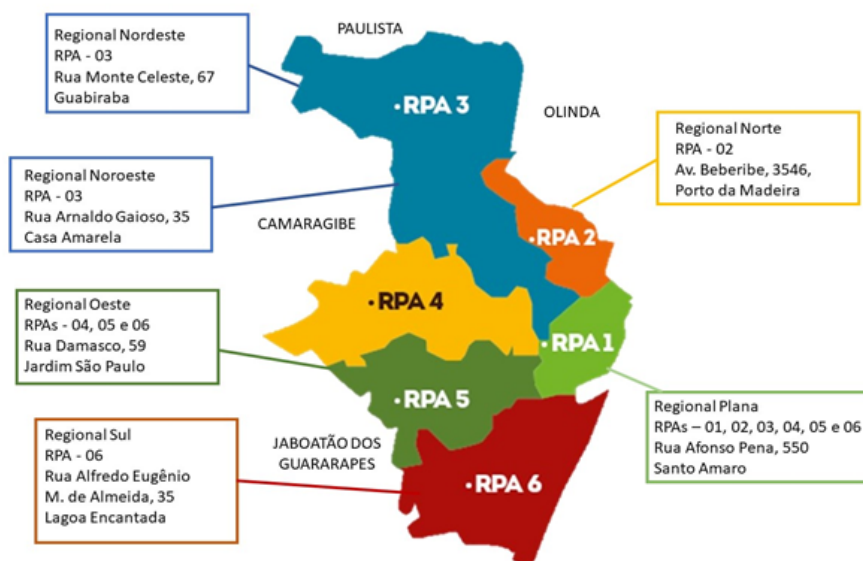 PAULISTA
Regional Nordeste
RPA - 03
Rua Monte Celeste, 67
Guabiraba
RPA 3
OLINDA
Regional Norte
RPA - 02
Av. Beberibe, 3546,
Porto da Madeira
Regional Noroeste
RPA - 03
Rua Arnaldo Gaioso, 35
Casa Amarela
CAMARAGIBE
RPA 2
Regional Oeste
RPAs - 04, 05 e 06
Rua Damasco, 59
Jardim São Paulo
RPA 4
RPA 1
RPA 5
Regional Plana
RPAs – 01, 02, 03, 04, 05 e 06
Rua Afonso Pena, 550
Santo Amaro
Regional Sul
RPA - 06
Rua Alfredo Eugênio
M. de Almeida, 35
Lagoa Encantada
JABOATÃO DOS
GUARARAPES
RPA 6